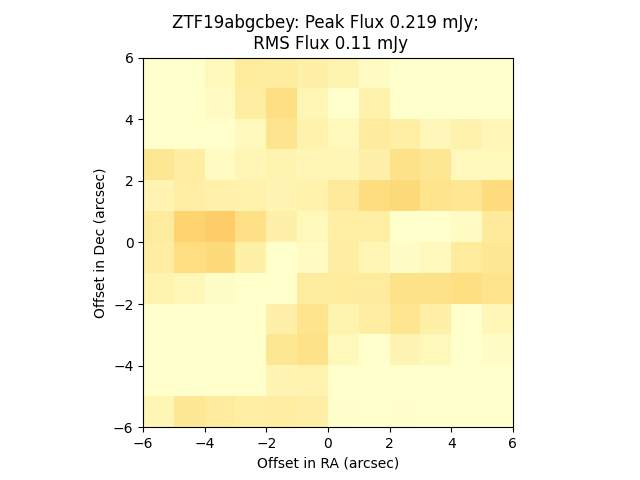 ZTF19abgcbey: Peak Flux 0.219 mJy;
RMS Flux 0.11 mJy
6
4
2
0
−2
−4
−6
Offset in Dec (arcsec)
−6 −4 −2 0 2 4 6
Offset in RA (arcsec)